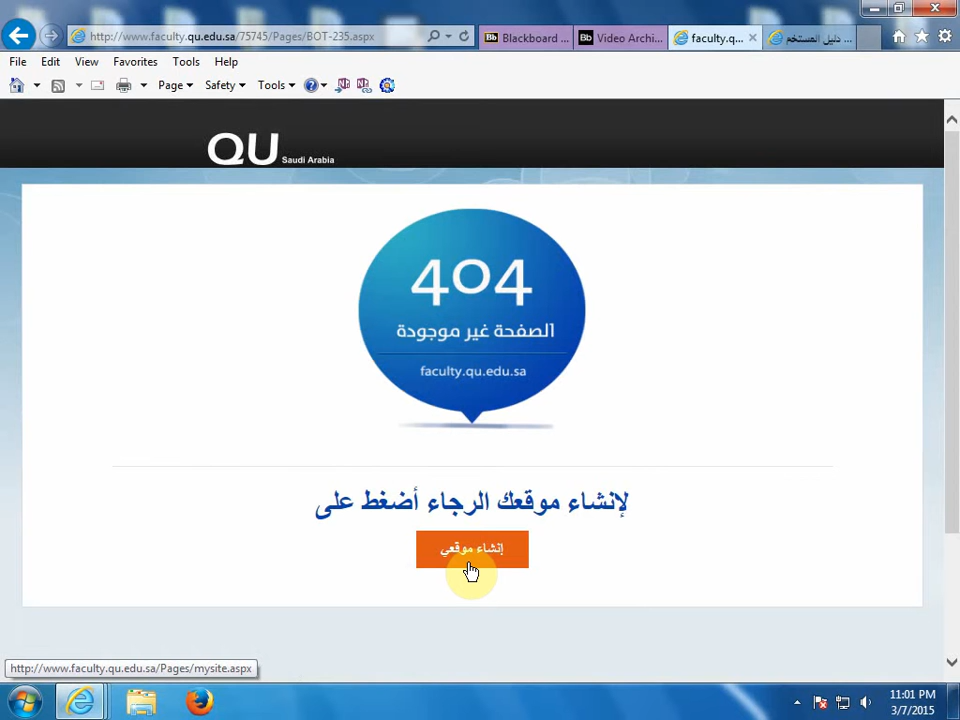 http://www.faculty.qu.edu.sa/75745/Pages/BOT-235.aspx
Blackboard ...
Video Archi...
faculty.q...
دليل المستخم ...
File Edit View Favorites Tools Help
Page Safety Tools
QU Saudi Arabia
404
الصفحة غير موجودة
faculty.qu.edu.sa
لإنشاء موقعك الرجاء أضغط على
إنشاء موقعي
http://www.faculty.qu.edu.sa/Pages/mysite.aspx
11:01 PM
3/7/2015